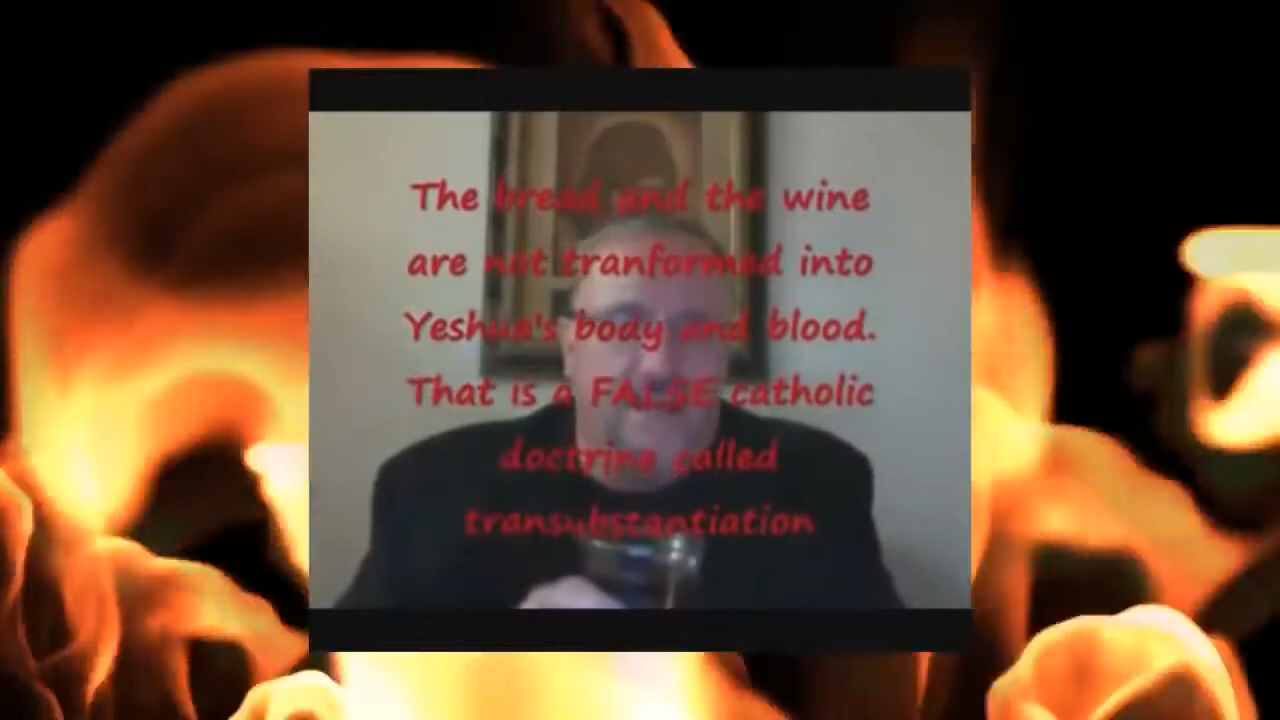 The bread and the wine
are not tranformed into
Yeshua's body and blood.
That is a FALSE catholic
doctrine called
transubstantiation